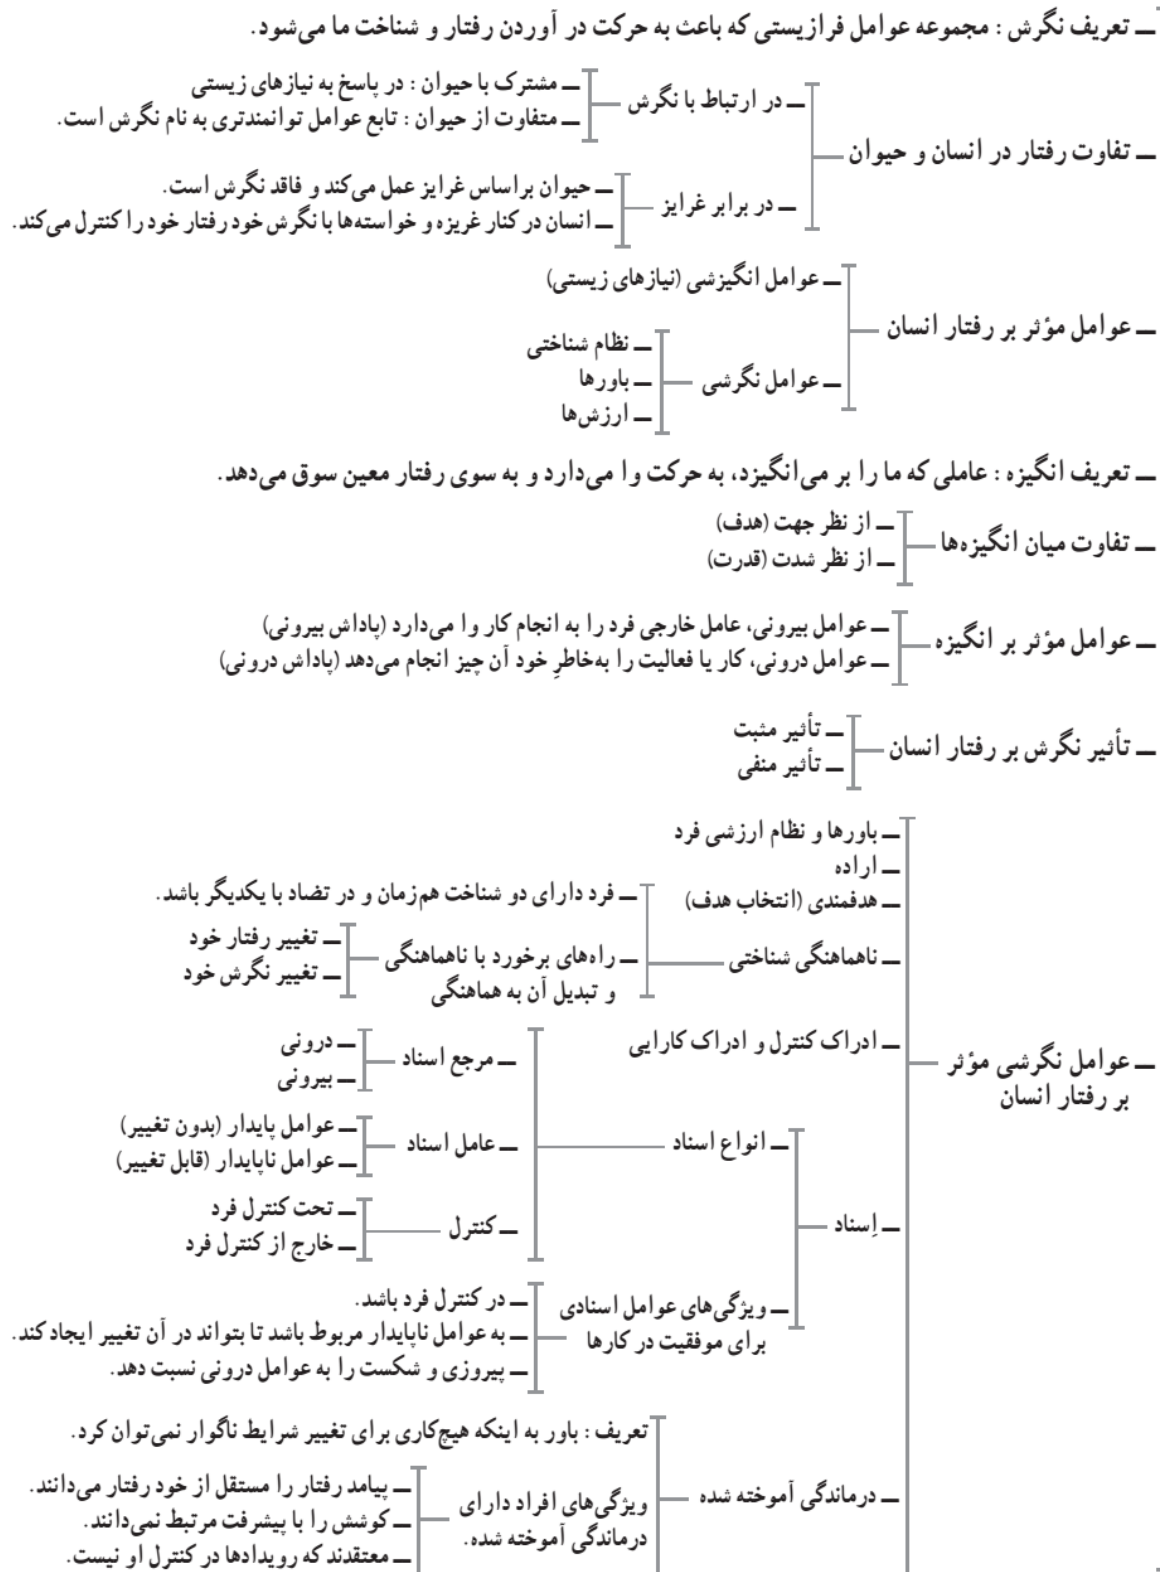 – تعریف نگرش : مجموعه عوامل فرازیستی که باعث به حرکت در آوردن رفتار و شناخت ما می‌شود.
– تفاوت رفتار در انسان و حیوان
– در ارتباط با نگرش
– مشترک با حیوان : در پاسخ به نیازهای زیستی
– متفاوت از حیوان : تابع عوامل توانمندتری به نام نگرش است.
– در برابر غرایز
– حیوان براساس غرایز عمل می‌کند و فاقد نگرش است.
– انسان در کنار غریزه و خواسته‌ها با نگرش خود رفتار خود را کنترل می‌کند.
– عوامل مؤثر بر رفتار انسان
– عوامل انگیزشی (نیازهای زیستی)
– عوامل نگرشی
– نظام شناختی
– باورها
– ارزش‌ها
– تعریف انگیزه : عاملی که ما را بر می‌انگیزد، به حرکت وا می‌دارد و به سوی رفتار معین سوق می‌دهد.
– تفاوت میان انگیزه‌ها
– از نظر جهت (هدف)
– از نظر شدت (قدرت)
– عوامل مؤثر بر انگیزه
– عوامل بیرونی، عامل خارجی فرد را به انجام کار وا می‌دارد (پاداش بیرونی)
– عوامل درونی، کار یا فعالیت را به‌خاطرِ خود آن چیز انجام می‌دهد (پاداش درونی)
– تأثیر نگرش بر رفتار انسان
– تأثیر مثبت
– تأثیر منفی
– عوامل نگرشی مؤثر
بر رفتار انسان
– باورها و نظام ارزشی فرد
– اراده
– هدفمندی (انتخاب هدف)
– ناهماهنگی شناختی
– فرد دارای دو شناخت هم‌زمان و در تضاد با یکدیگر باشد.
– راه‌های برخورد با ناهماهنگی
و تبدیل آن به هماهنگی
– تغییر رفتار خود
– تغییر نگرش خود
– ادراک کنترل و ادراک کارایی
– اِسناد
– انواع اسناد
– مرجع اسناد
– درونی
– بیرونی
– عامل اسناد
– عوامل پایدار (بدون تغییر)
– عوامل ناپایدار (قابل تغییر)
– کنترل
– تحت کنترل فرد
– خارج از کنترل فرد
– ویژگی‌های عوامل اسنادی
برای موفقیت در کارها
– در کنترل فرد باشد.
– به عوامل ناپایدار مربوط باشد تا بتواند در آن تغییر ایجاد کند.
– پیروزی و شکست را به عوامل درونی نسبت دهد.
– درماندگی آموخته شده
تعریف : باور به اینکه هیچ‌کاری برای تغییر شرایط ناگوار نمی‌توان کرد.
ویژگی‌های افراد دارای
درماندگی آموخته شده.
– پیامد رفتار را مستقل از خود رفتار می‌دانند.
– کوشش را با پیشرفت مرتبط نمی‌دانند.
– معتقدند که رویدادها در کنترل او نیست.